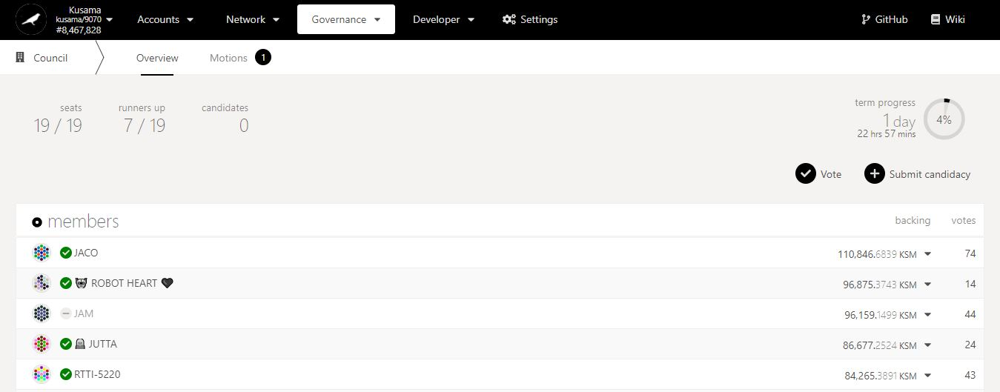 Kusama
kusama/9070
#8,467,828
Accounts
Network
Governance
Developer
Settings
GitHub
Wiki
Council
Overview
Motions 1
seats
19 / 19
runners up
7 / 19
candidates
0
term progress
1 day
22 hrs 57 mins
4%
Vote
Submit candidacy
members backing votes
JACO 110,846.6839 KSM 74
ROBOT HEART 96,875.3743 KSM 14
JAM 96,159.1499 KSM 44
JUTTA 86,677.2524 KSM 24
RTTI-5220 84,265.3891 KSM 43